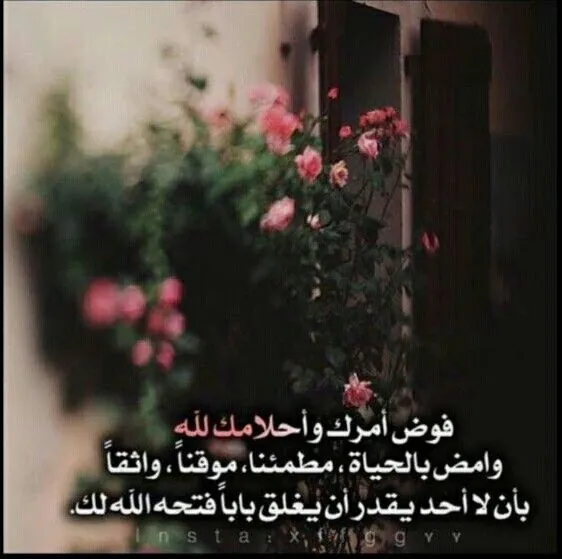 فوض أمرك وأحلامك لله
وامض بالحياة ، مطمئنا، موقناً ، واثقاً
بأن لا أحد يقدر أن يغلق باباً فتحه الله لك.